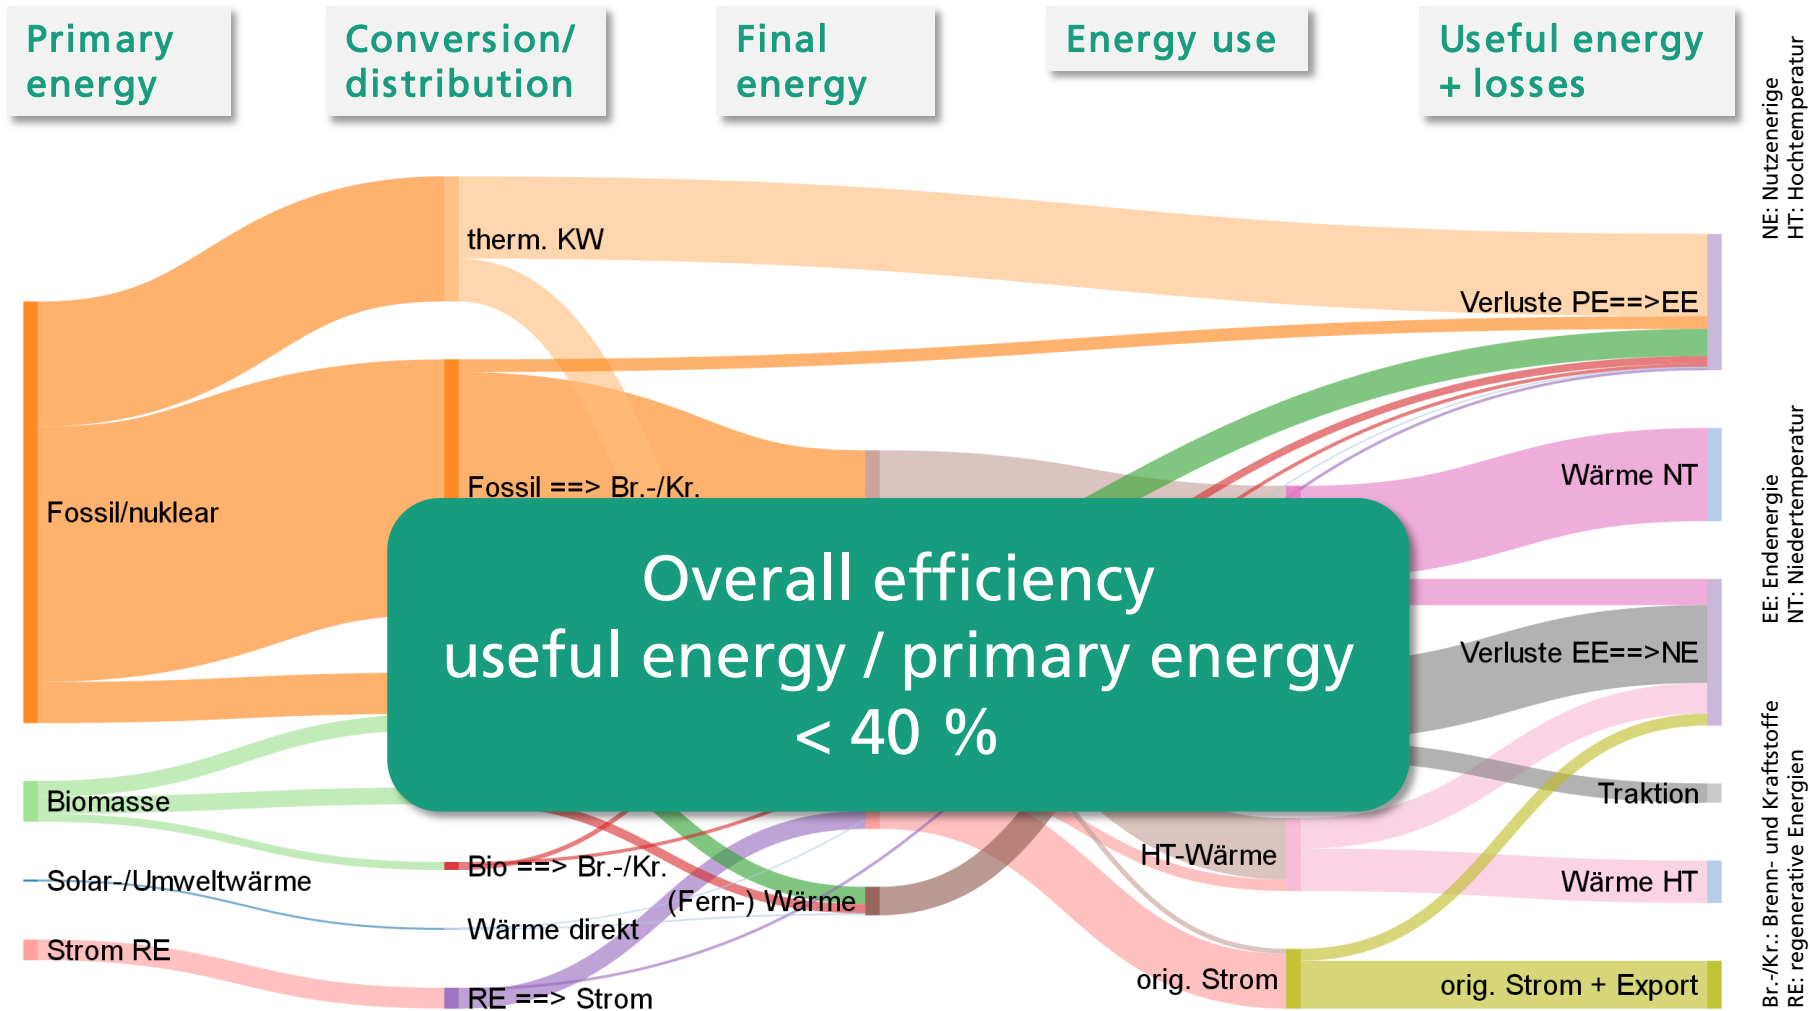 Primary
energy
Conversion/
distribution
Final
energy
Energy use
Useful energy
+ losses
NE: Nutzenerige
HT: Hochtemperatur
therm. KW
Verluste PE==>EE
Fossil ==> Br.-/Kr.
Fossil/nuklear
Wärme NT
EE: Endenergie
NT: Niedertemperatur
Overall efficiency
useful energy / primary energy
< 40 %
Verluste EE==>NE
Biomasse
Traktion
Br.-/Kr.: Brenn- und Kraftstoffe
RE: regenerative Energien
Bio ==> Br.-/Kr.
HT-Wärme
Solar-/Umweltwärme
Wärme HT
(Fern-) Wärme
Wärme direkt
Strom RE
orig. Strom
orig. Strom + Export
RE ==> Strom